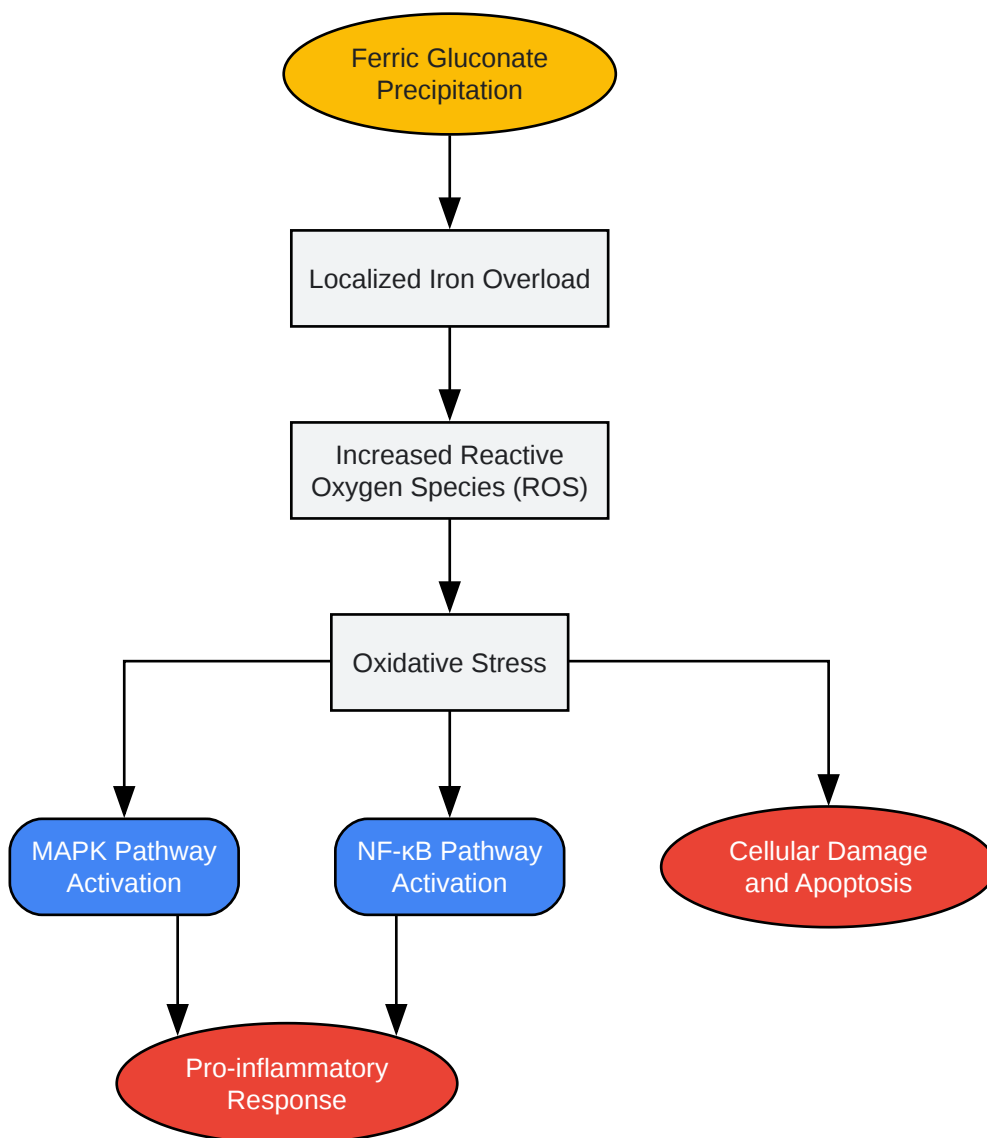 Ferric Gluconate
Precipitation
Localized Iron Overload
Increased Reactive
Oxygen Species (ROS)
Oxidative Stress
MAPK Pathway
Activation
NF-κB Pathway
Activation
Cellular Damage
and Apoptosis
Pro-inflammatory
Response